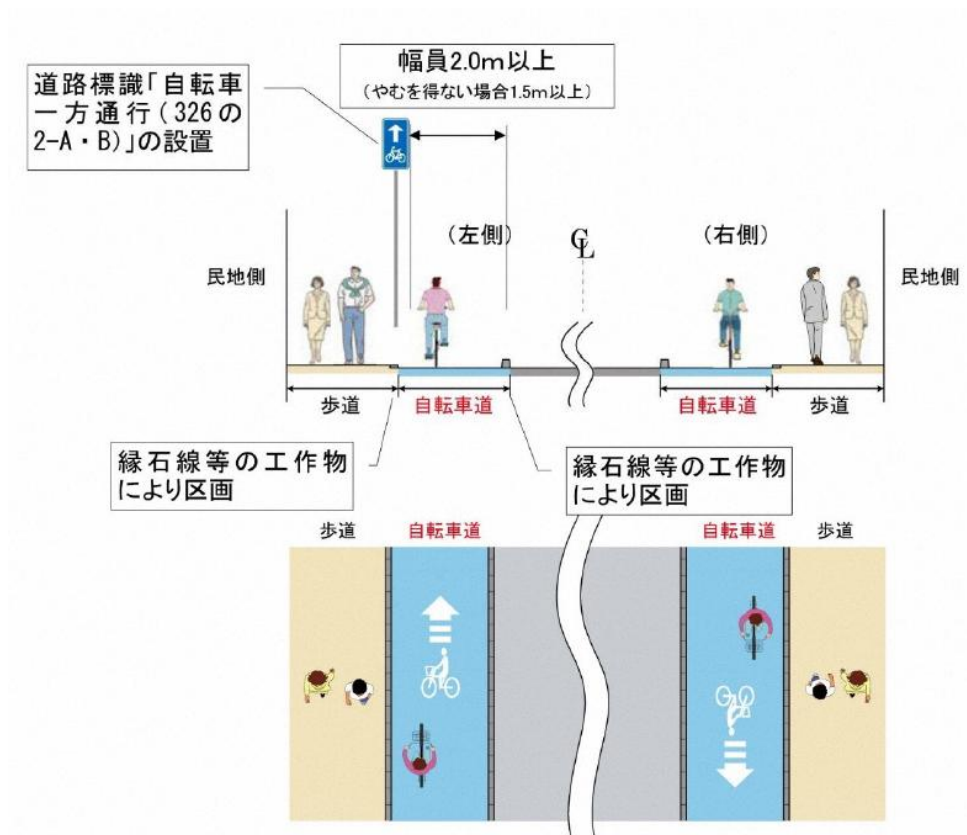 幅員2.0m以上
(やむを得ない場合1.5m以上)
道路標識「自転車
一方通行(326の
2-A・B)」の設置
(左側)
℄
(右側)
民地側
民地側
歩道
自転車道
自転車道
歩道
縁石線等の工作物
により区画
縁石線等の工作物
により区画
歩道
自転車道
自転車道
歩道